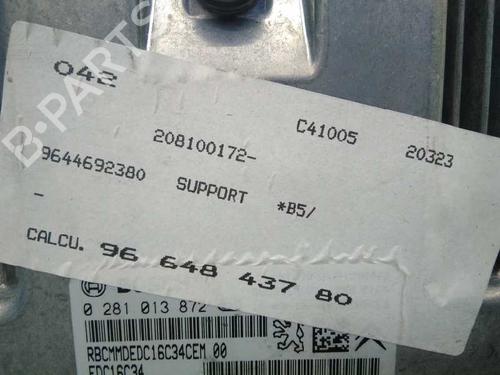 042
C41005
20323
208100172-
9644692380
SUPPORT
*B5/
-
CALCU. 96 648 437 80
0 281 013 872
RBCMMDEDC16C34CEM 00
EDC16C34
B-PARTS